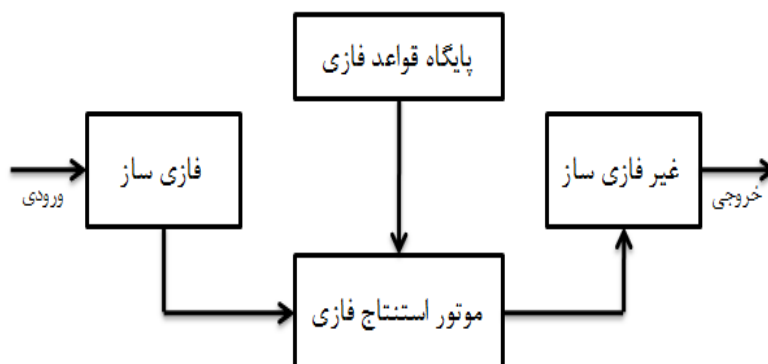 پایگاه قواعد فازی
فازی ساز
غیر فازی ساز
ورودی
خروجی
موتور استنتاج فازی